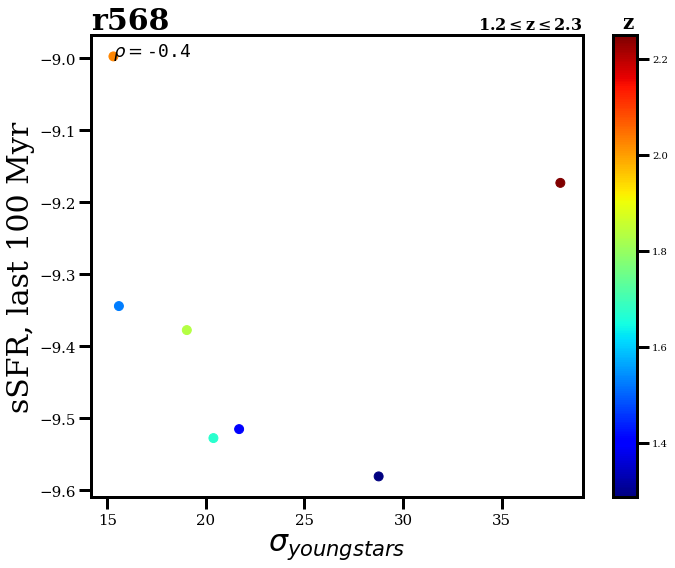 r568
1.2 ≤ z ≤ 2.3
z
ρ = -0.4
sSFR, last 100 Myr
−9.0
−9.1
−9.2
−9.3
−9.4
−9.5
−9.6
15 20 25 30 35
σyoungstars
2.2
2.0
1.8
1.6
1.4